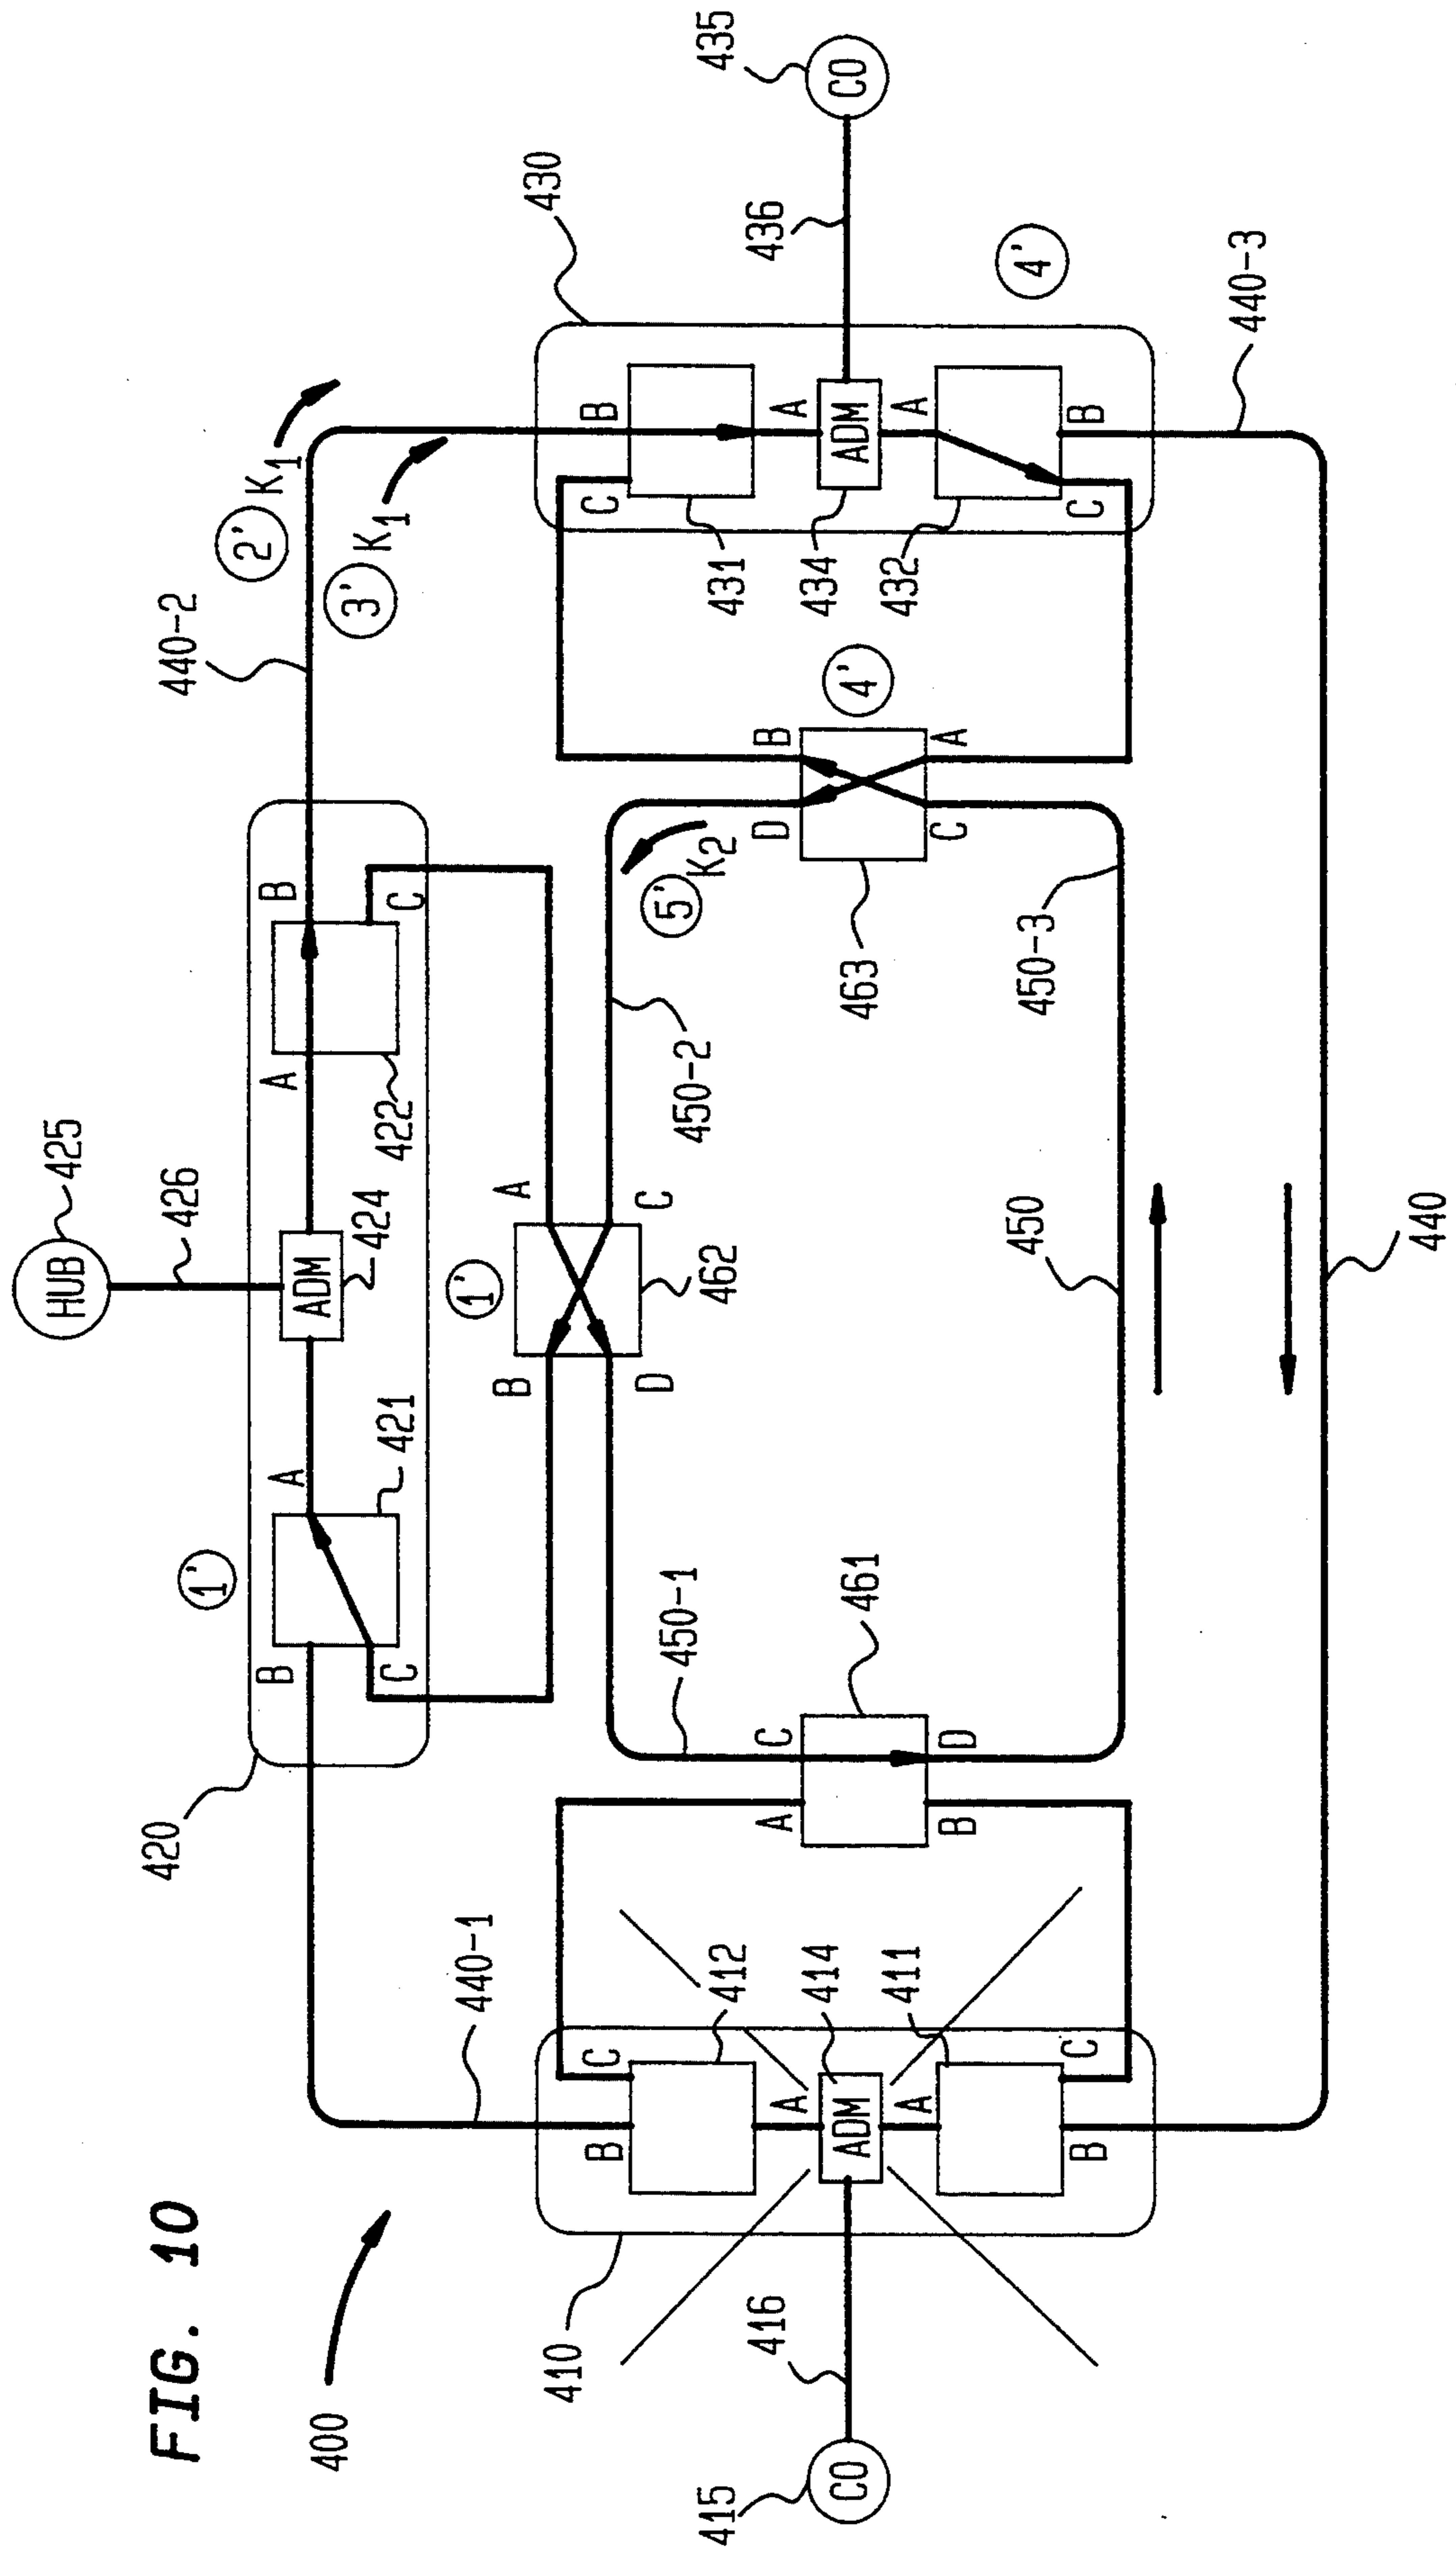 FIG. 10
400
HUB
425
426
420
ADM
424
421
A
B
C
1'
422
A
B
C
440-1
440-2
2'
K1
3'
K1
1'
462
A
B
C
D
450-1
450-2
5'
K2
410
412
B
C
A
ADM
414
A
411
B
C
CO
415
416
461
C
A
D
B
463
B
D
A
C
4'
430
431
B
C
A
ADM
434
A
432
B
C
4'
436
CO
435
450-3
450
440-3
440